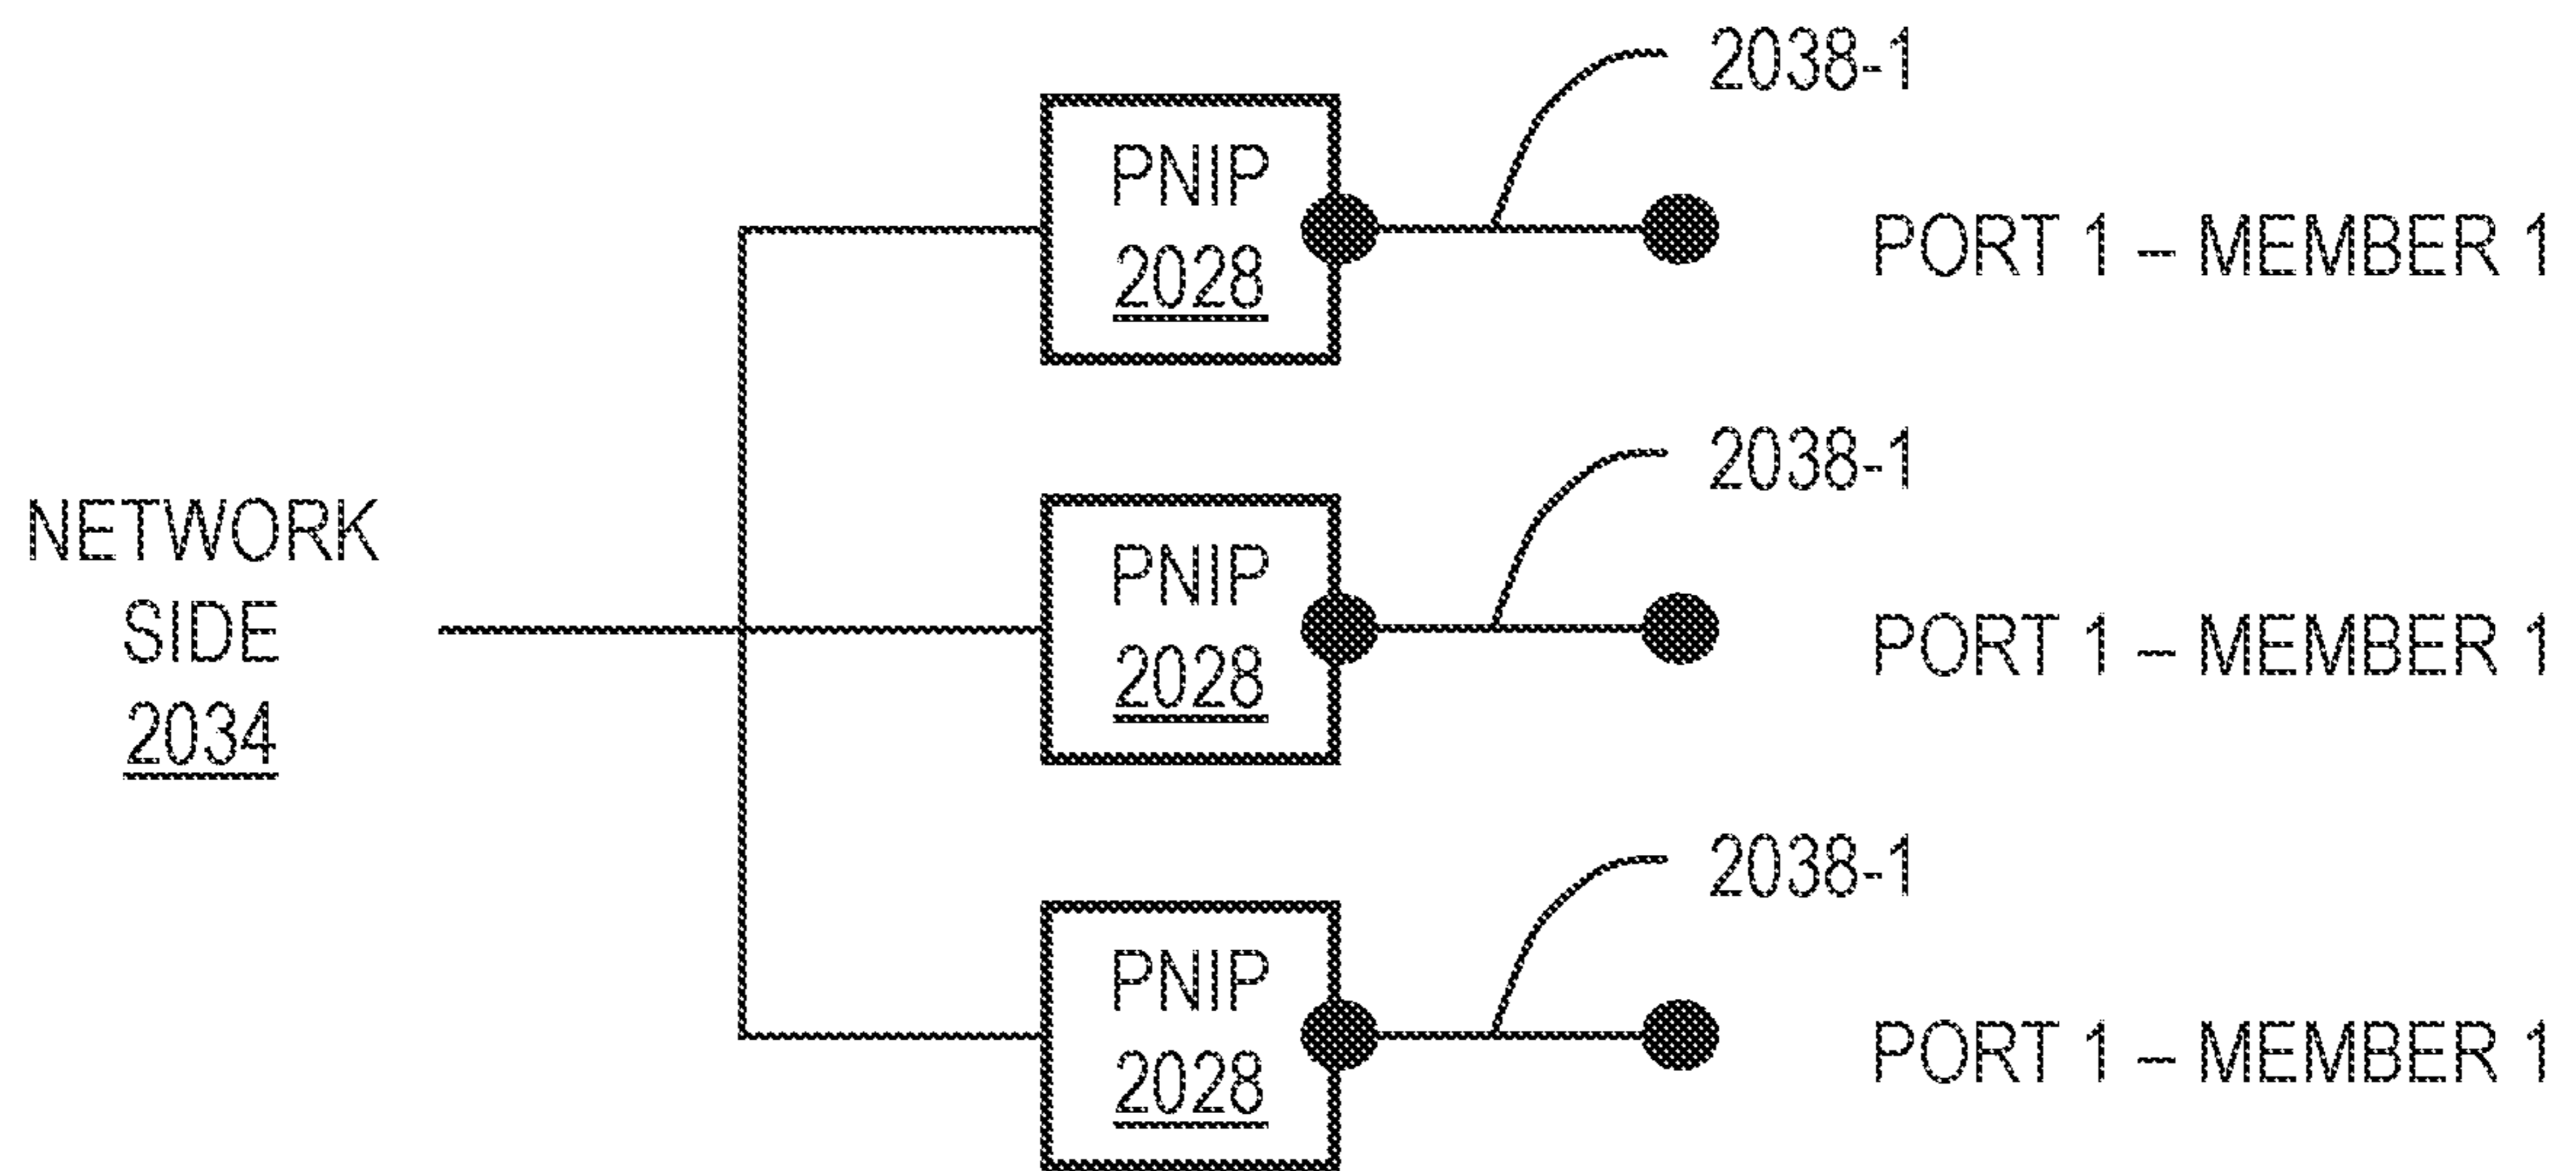 2038-1
PNIP
2028
PORT 1 – MEMBER 1
2038-1
NETWORK
SIDE
2034
PNIP
2028
PORT 1 – MEMBER 1
2038-1
PNIP
2028
PORT 1 – MEMBER 1